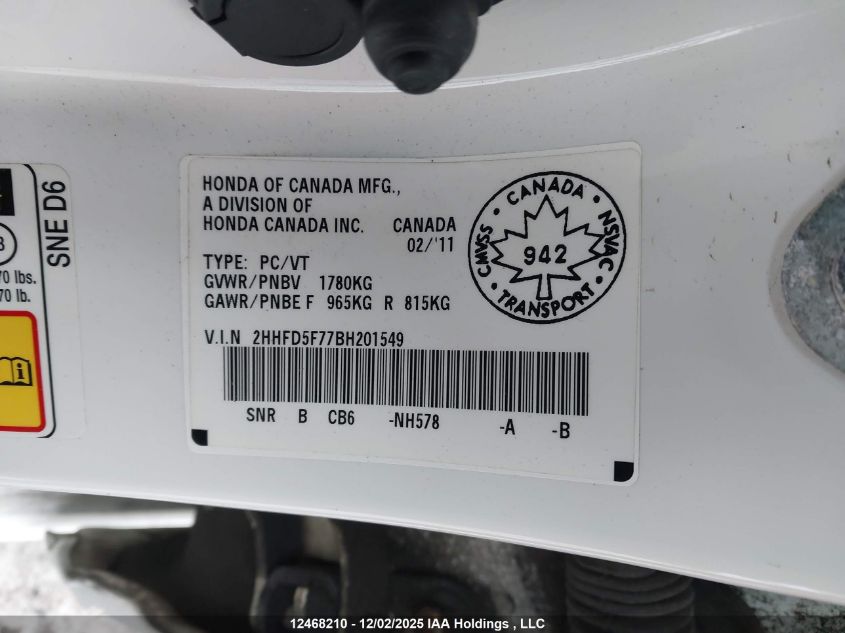 HONDA OF CANADA MFG.,
A DIVISION OF
HONDA CANADA INC. CANADA
02/'11
TYPE: PC/VT
GVWR/PNBV 1780KG
GAWR/PNBE F 965KG R 815KG
V.I.N 2HHFD5F77BH201549
SNR B CB6 -NH578 -A -B
CANADA
CMVSS
NSVAC
942
TRANSPORT
SNE D6
70 lbs.
70 lb.
12468210 - 12/02/2025 IAA Holdings , LLC